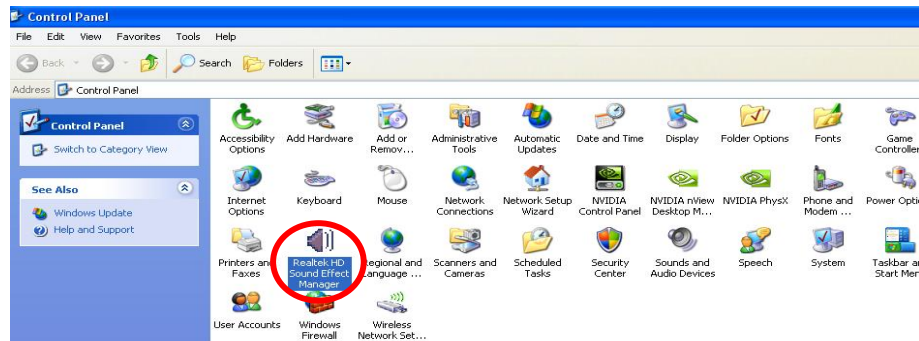 Control Panel
File Edit View Favorites Tools Help
Back Search Folders
Address Control Panel
Control Panel
Switch to Category View
See Also
Windows Update
Help and Support
Accessibility Options
Add Hardware
Add or Remov...
Administrative Tools
Automatic Updates
Date and Time
Display
Folder Options
Fonts
Game Controller
Internet Options
Keyboard
Mouse
Network Connections
Network Setup Wizard
NVIDIA Control Panel
NVIDIA nView Desktop M...
NVIDIA PhysX
Phone and Modem ...
Power Opti
Printers and Faxes
Realtek HD Sound Effect Manager
Regional and Language ...
Scanners and Cameras
Scheduled Tasks
Security Center
Sounds and Audio Devices
Speech
System
Taskbar an
Start Men
User Accounts
Windows Firewall
Wireless Network Set...